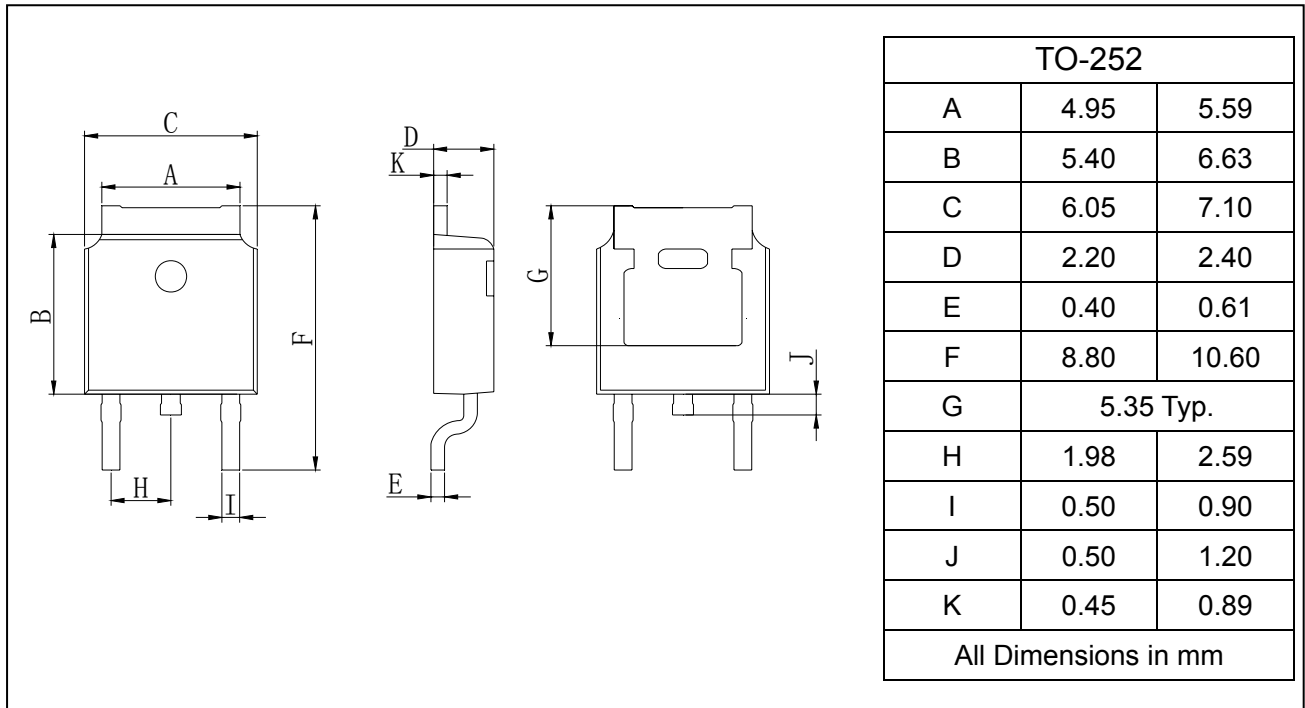 C
A
B
F
H
I
D
K
E
G
J
TO-252
A 4.95 5.59
B 5.40 6.63
C 6.05 7.10
D 2.20 2.40
E 0.40 0.61
F 8.80 10.60
G 5.35 Typ.
H 1.98 2.59
I 0.50 0.90
J 0.50 1.20
K 0.45 0.89
All Dimensions in mm